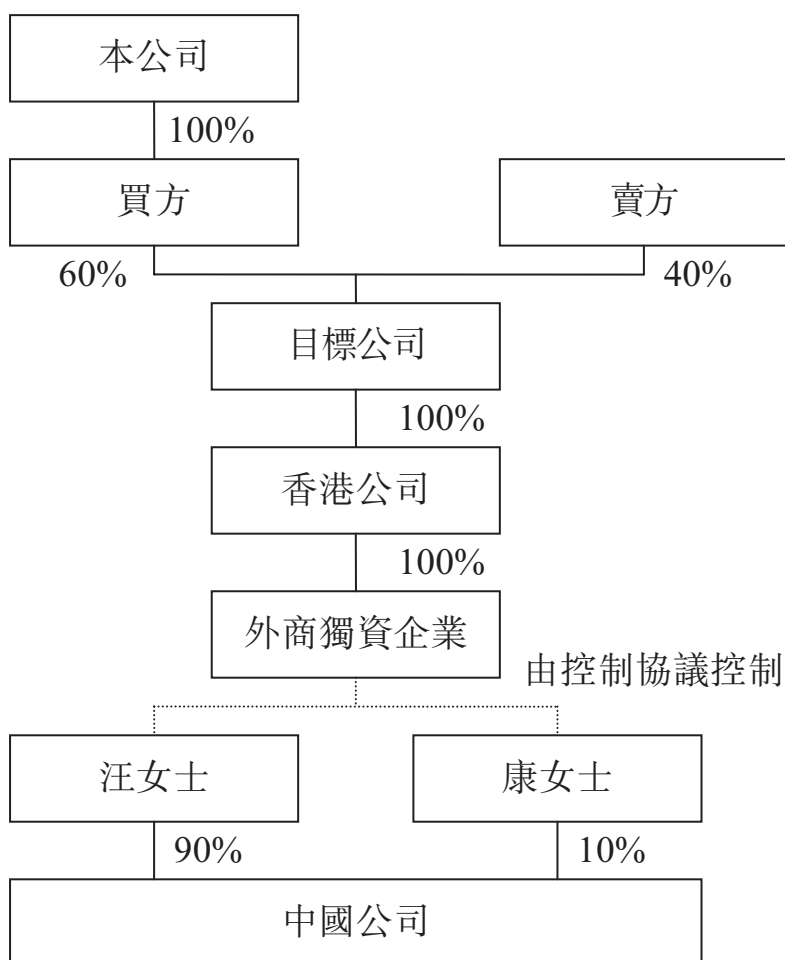 本公司
100%
買方
賣方
60%
40%
目標公司
100%
香港公司
100%
外商獨資企業
由控制協議控制
汪女士
康女士
90%
10%
中國公司